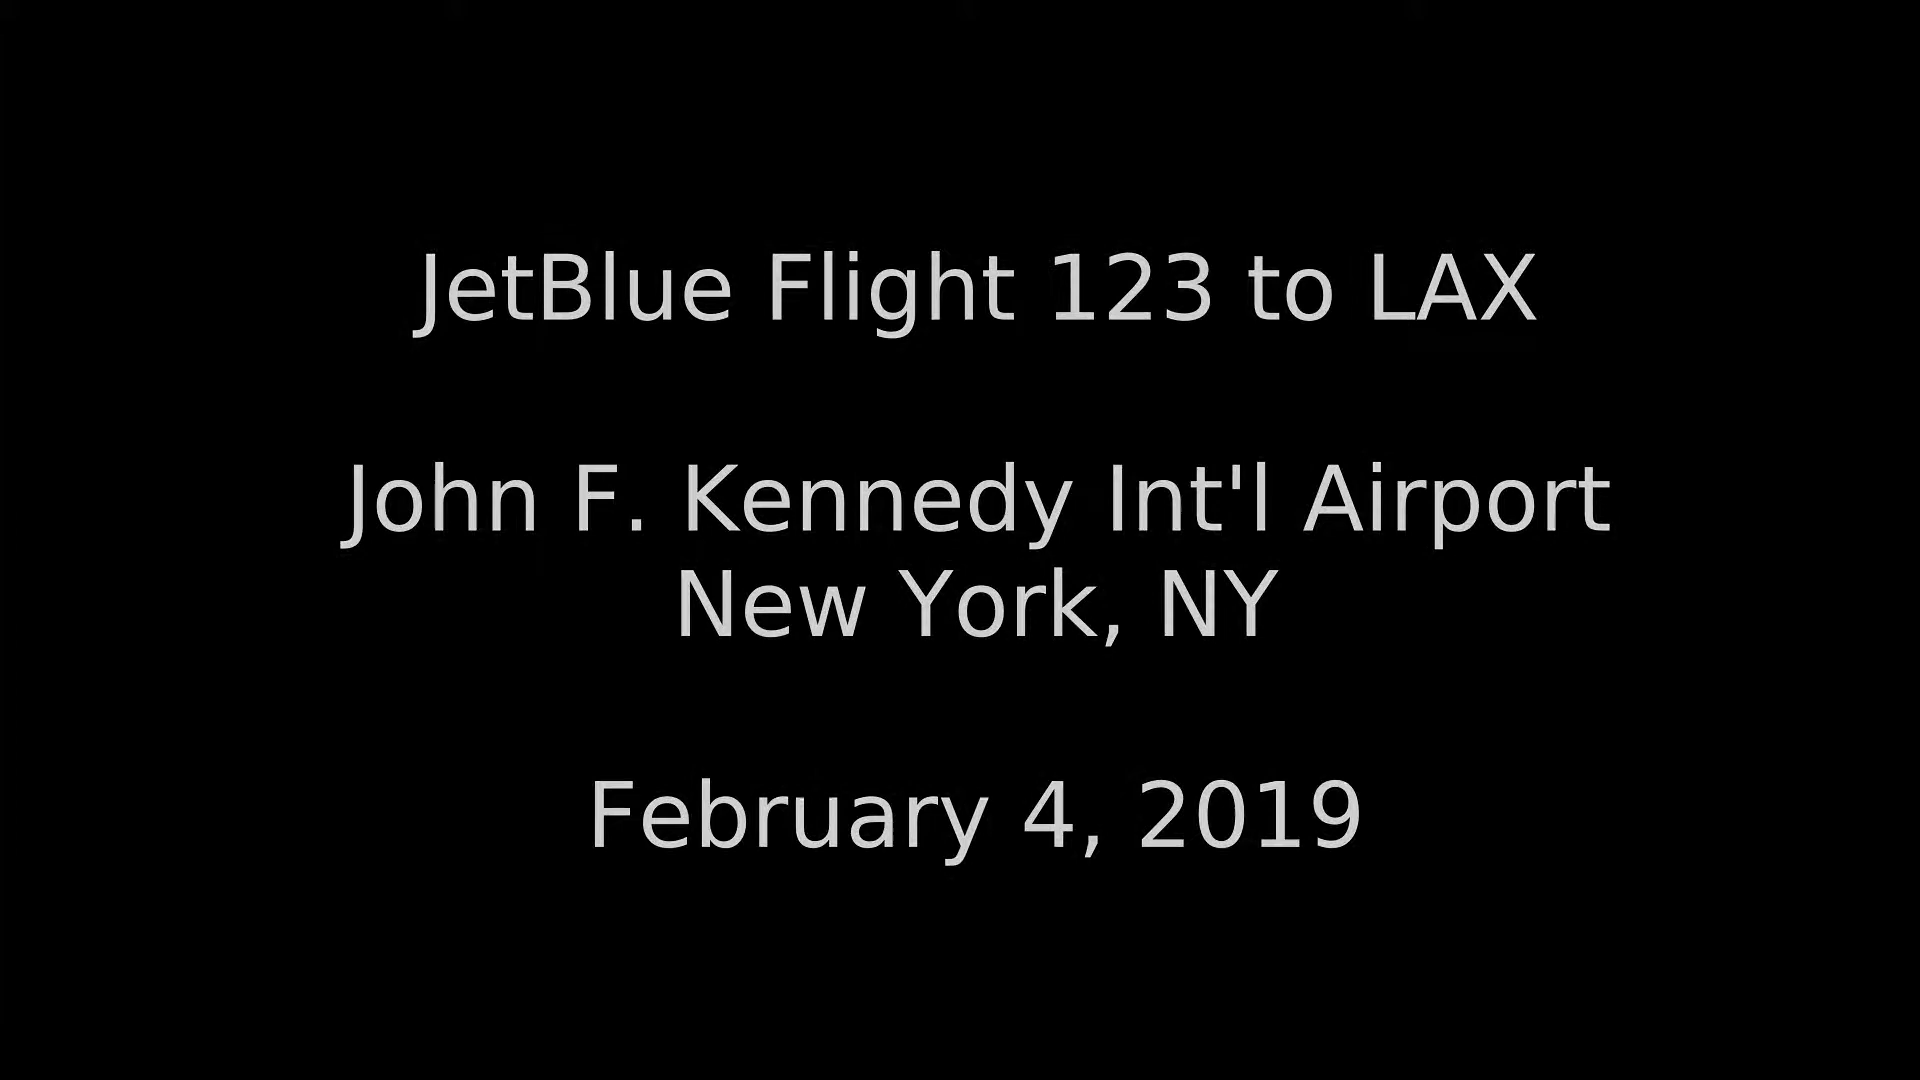 JetBlue Flight 123 to LAX
John F. Kennedy Int'l Airport
New York, NY
February 4, 2019